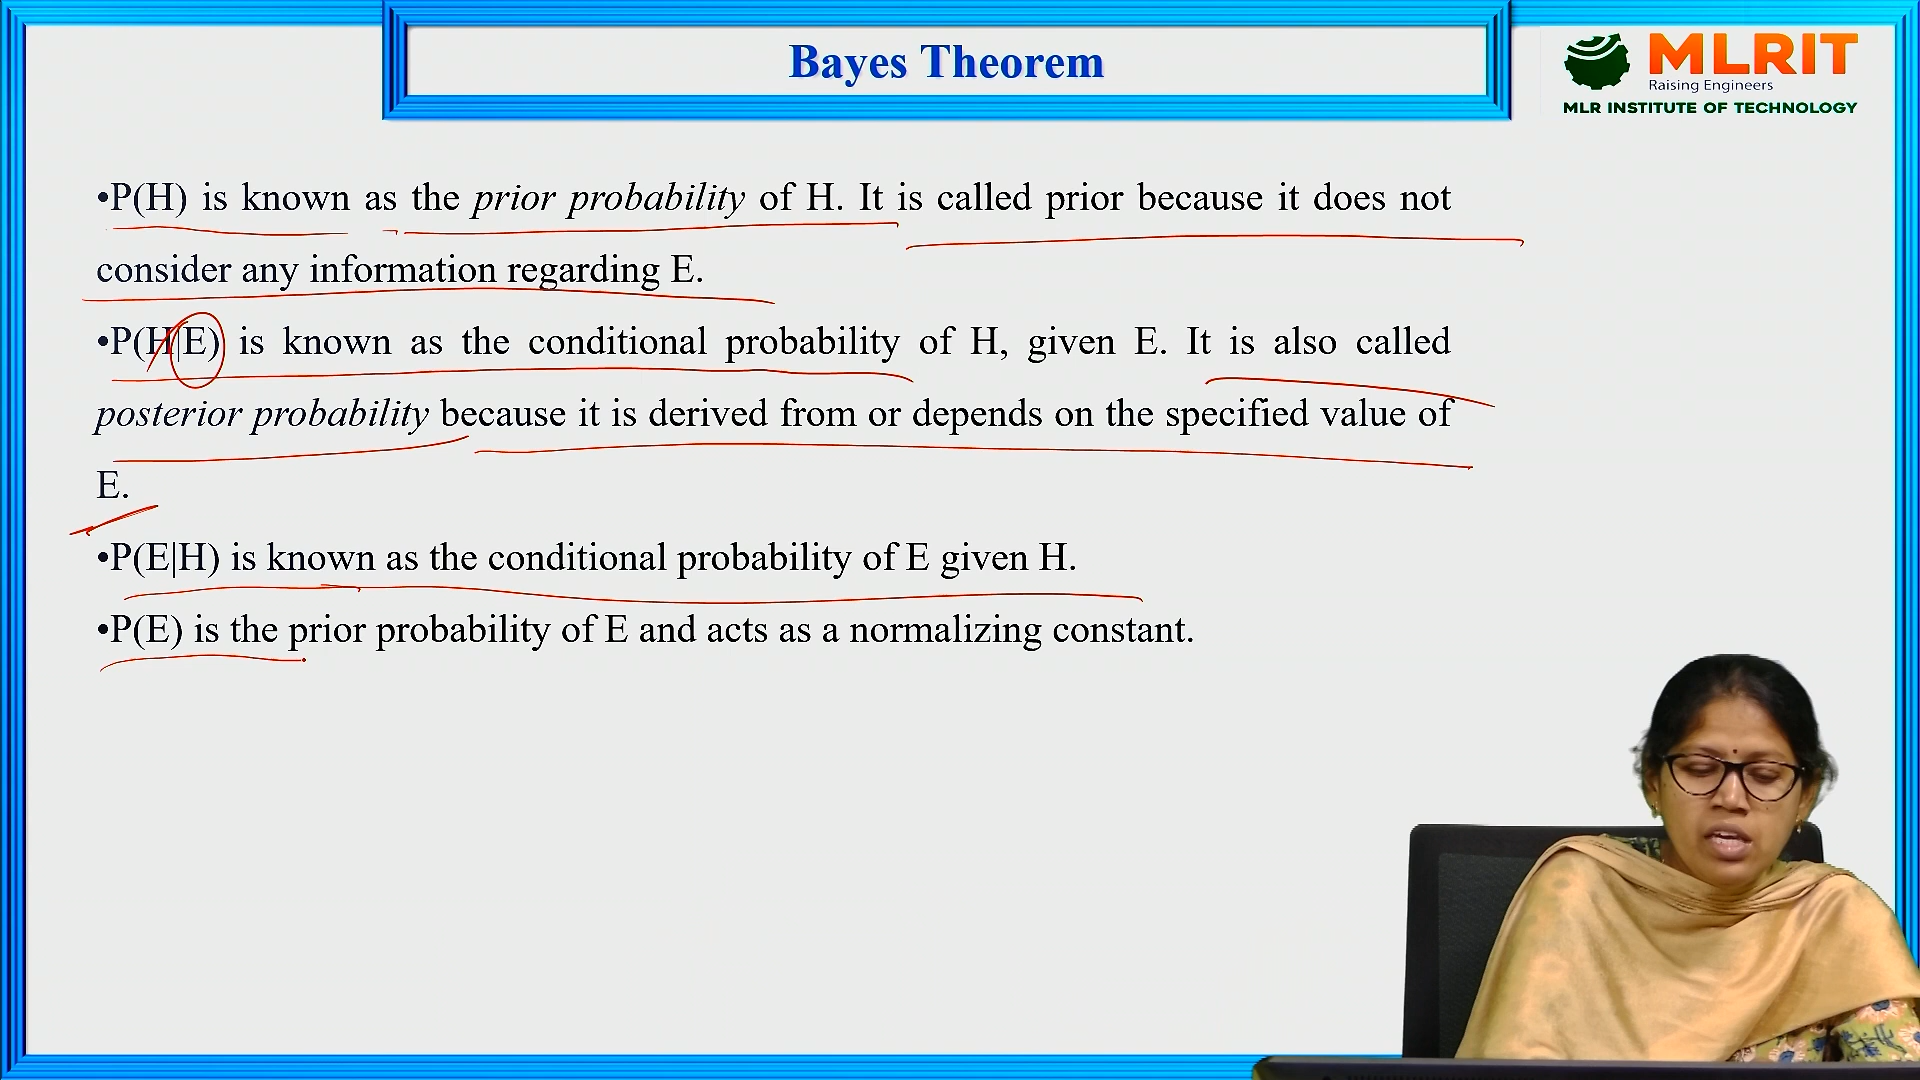 Bayes Theorem
MLRIT
Raising Engineers
MLR INSTITUTE OF TECHNOLOGY
•P(H) is known as the prior probability of H. It is called prior because it does not
consider any information regarding E.
•P(H|E) is known as the conditional probability of H, given E. It is also called
posterior probability because it is derived from or depends on the specified value of
E.
•P(E|H) is known as the conditional probability of E given H.
•P(E) is the prior probability of E and acts as a normalizing constant.